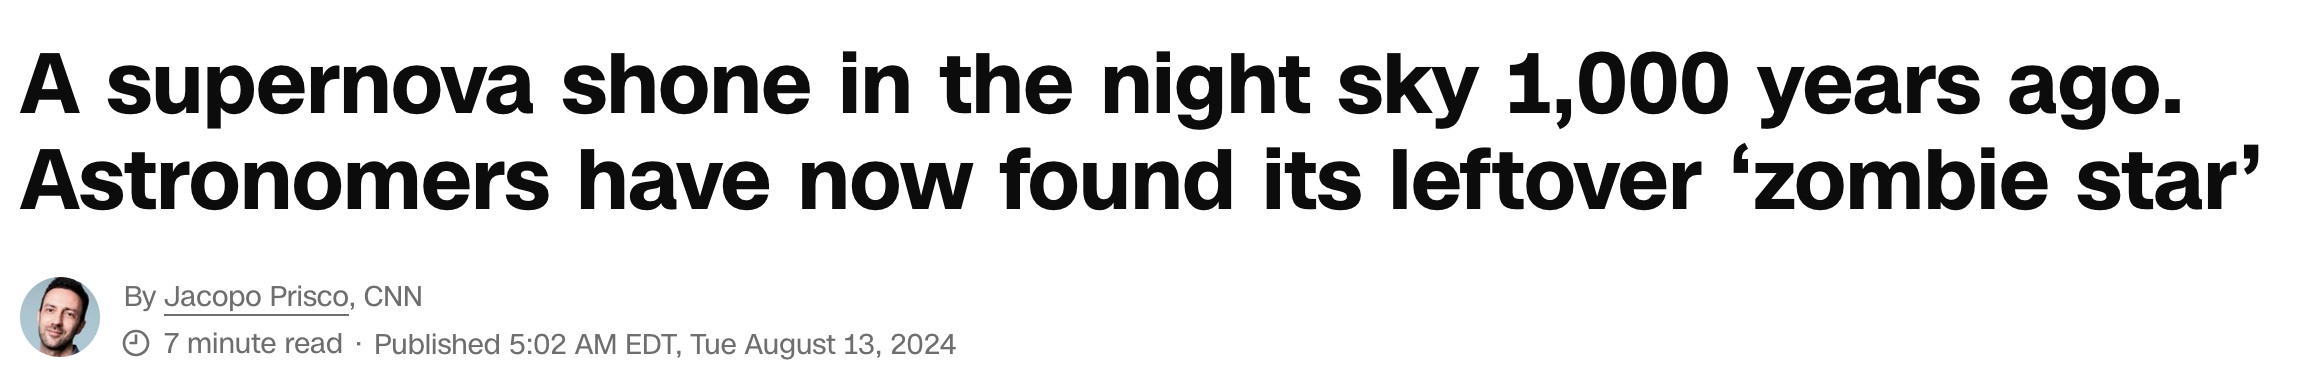 A supernova shone in the night sky 1,000 years ago.
Astronomers have now found its leftover ‘zombie star’
By Jacopo Prisco, CNN
7 minute read · Published 5:02 AM EDT, Tue August 13, 2024